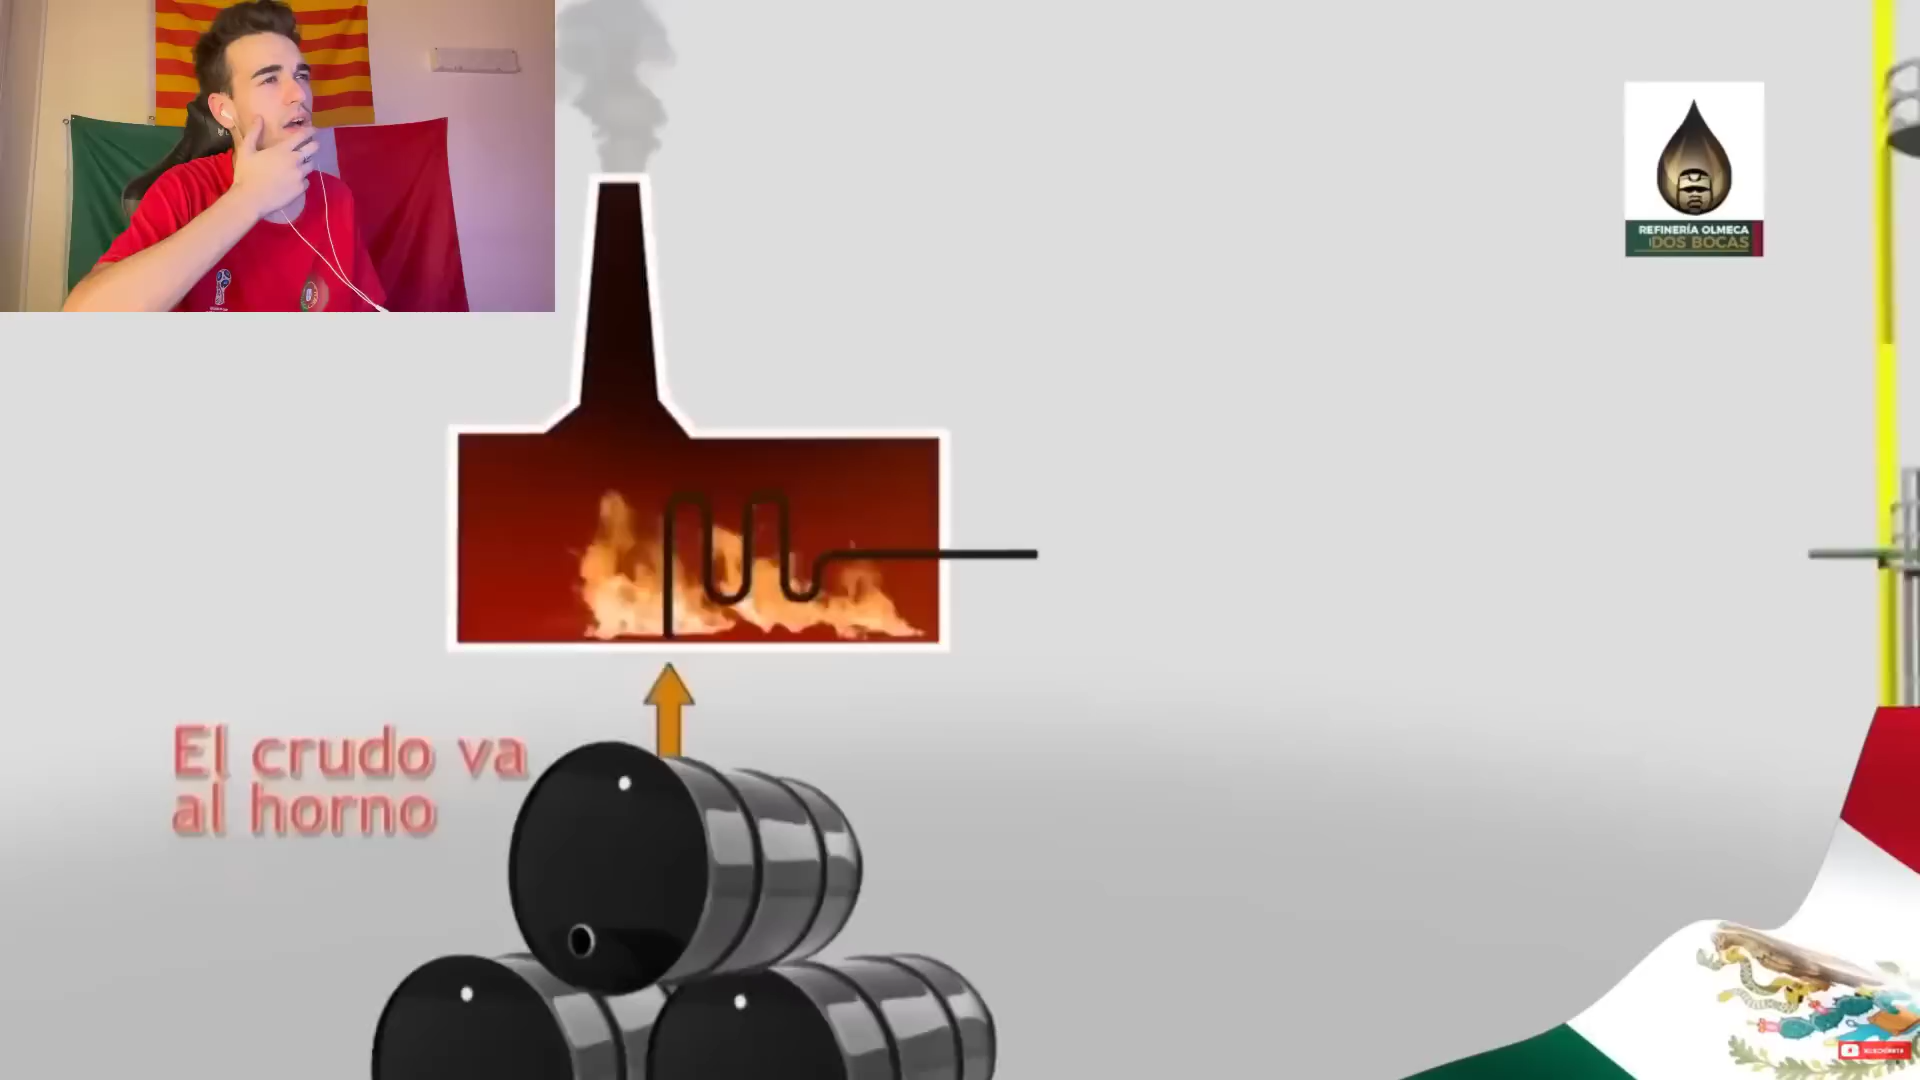 REFINERÍA OLMECA
DOS BOCAS
El crudo va
al horno